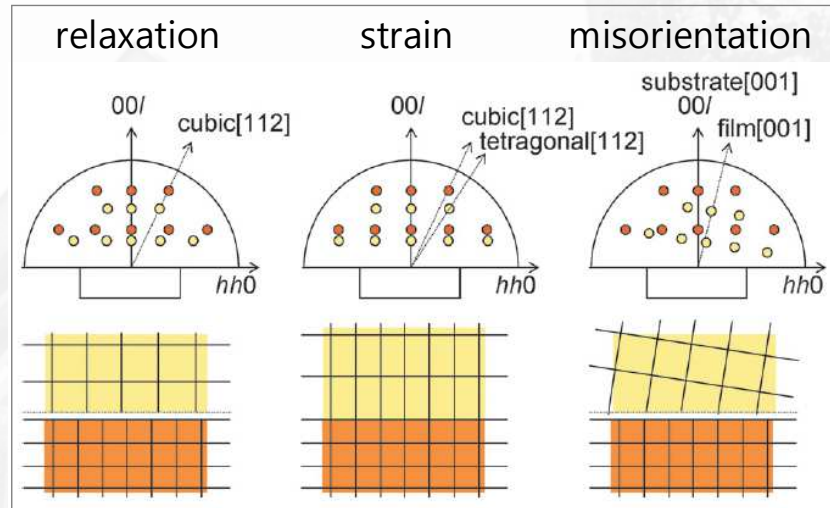 relaxation
strain
misorientation
00l
cubic[112]
hh0
00l
cubic[112]
tetragonal[112]
hh0
substrate[001]
00l
film[001]
hh0